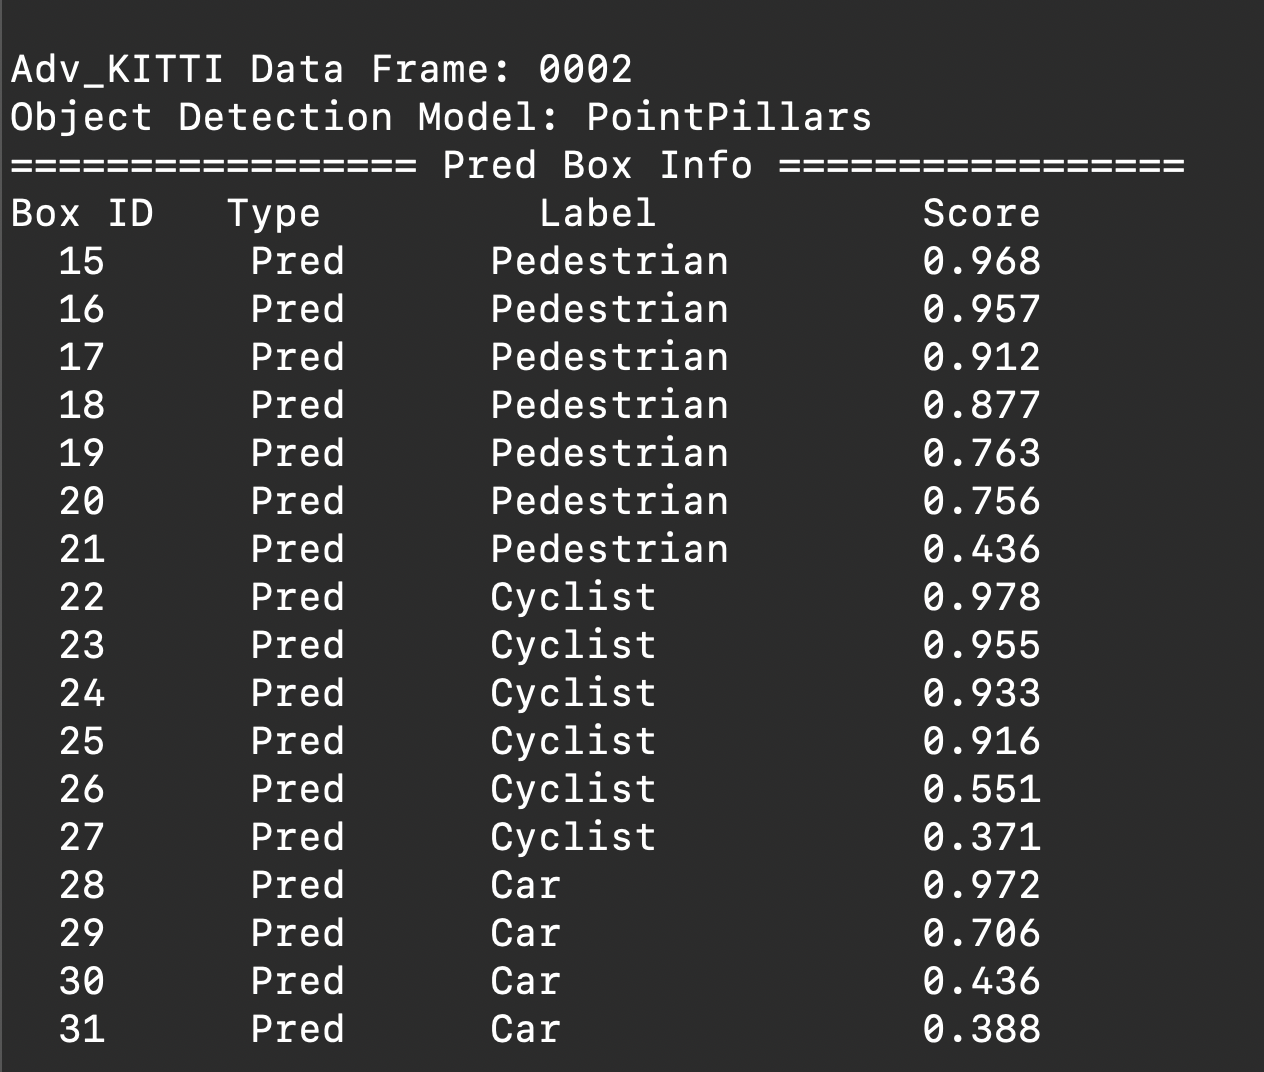 Adv_KITTI Data Frame: 0002
Object Detection Model: PointPillars
================= Pred Box Info =================
Box ID   Type         Label           Score
  15      Pred      Pedestrian        0.968
  16      Pred      Pedestrian        0.957
  17      Pred      Pedestrian        0.912
  18      Pred      Pedestrian        0.877
  19      Pred      Pedestrian        0.763
  20      Pred      Pedestrian        0.756
  21      Pred      Pedestrian        0.436
  22      Pred      Cyclist           0.978
  23      Pred      Cyclist           0.955
  24      Pred      Cyclist           0.933
  25      Pred      Cyclist           0.916
  26      Pred      Cyclist           0.551
  27      Pred      Cyclist           0.371
  28      Pred      Car               0.972
  29      Pred      Car               0.706
  30      Pred      Car               0.436
  31      Pred      Car               0.388